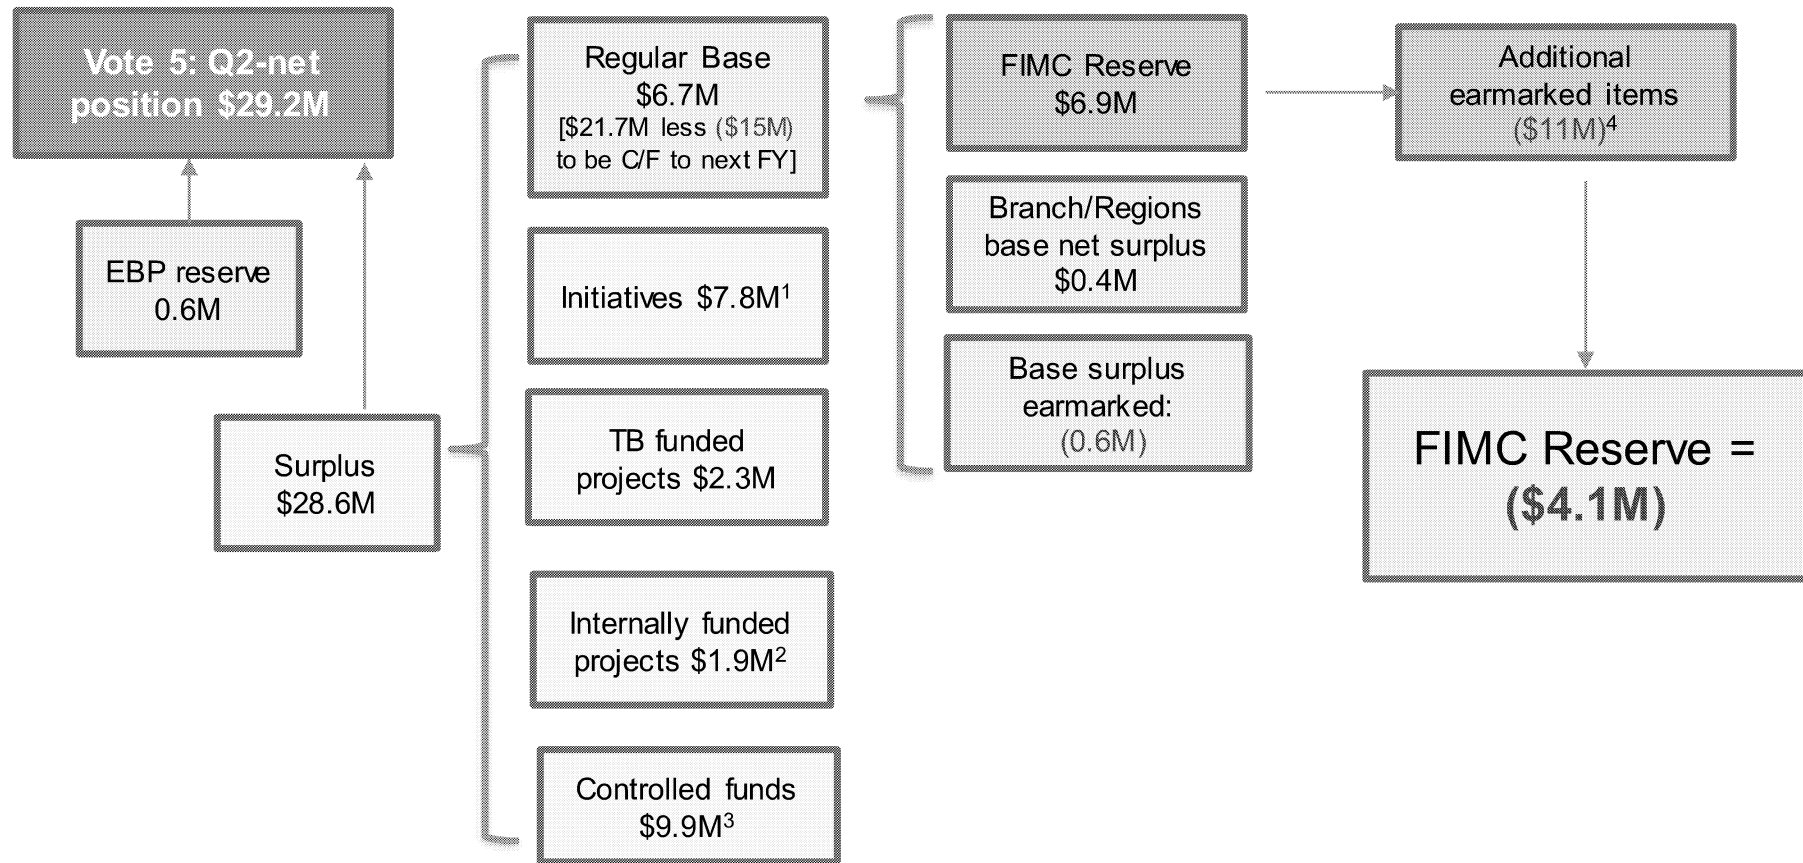 Vote 5: Q2-net
position $29.2M
EBP reserve
0.6M
Surplus
$28.6M
Regular Base
$6.7M
[$21.7M less ($15M)
to be C/F to next FY]
Initiatives $7.8M¹
TB funded
projects $2.3M
Internally funded
projects $1.9M²
Controlled funds
$9.9M³
FIMC Reserve
$6.9M
Branch/Regions
base net surplus
$0.4M
Base surplus
earmarked:
(0.6M)
Additional
earmarked items
($11M)⁴
FIMC Reserve =
($4.1M)